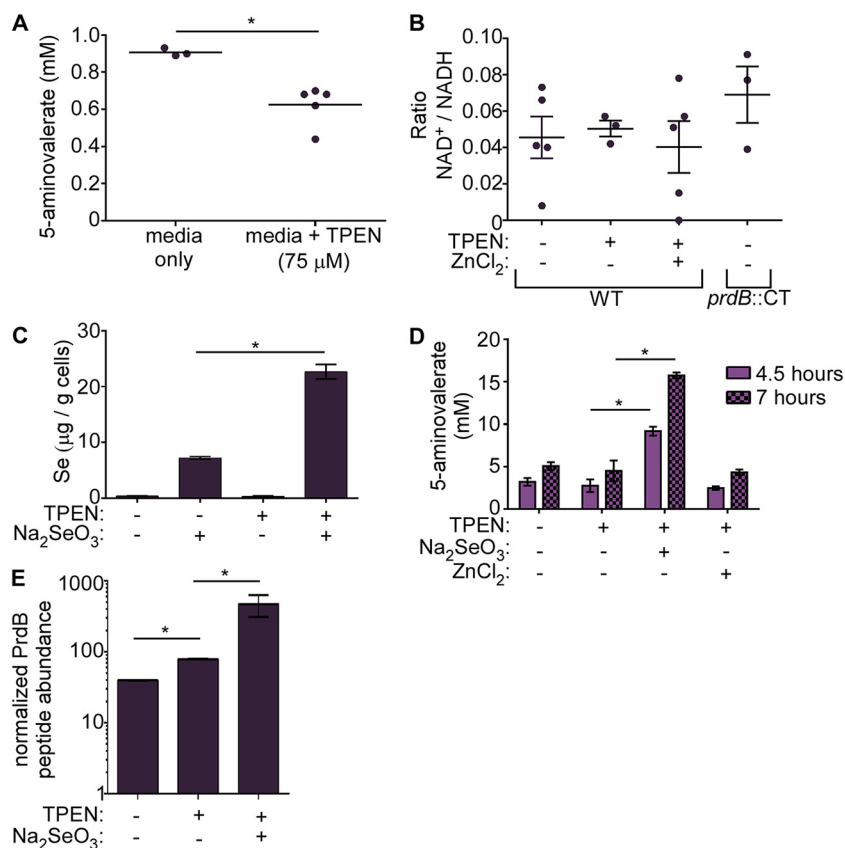 A
5-aminovalerate (mM)
1.0
0.8
0.6
0.4
0.2
0
*
media only
media + TPEN (75 µM)
B
Ratio
NAD⁺ / NADH
0.10
0.08
0.06
0.04
0.02
0
TPEN: - + + -
ZnCl₂: - - + -
WT
prdB::CT
C
Se (µg / g cells)
30
20
10
0
*
TPEN: - - + +
Na₂SeO₃: - + - +
D
5-aminovalerate
(mM)
20
15
10
5
0
*
*
4.5 hours
7 hours
TPEN: - + + +
Na₂SeO₃: - - + -
ZnCl₂: - - - +
E
normalized PrdB
peptide abundance
1000
100
10
1
*
*
TPEN: - + +
Na₂SeO₃: - - +